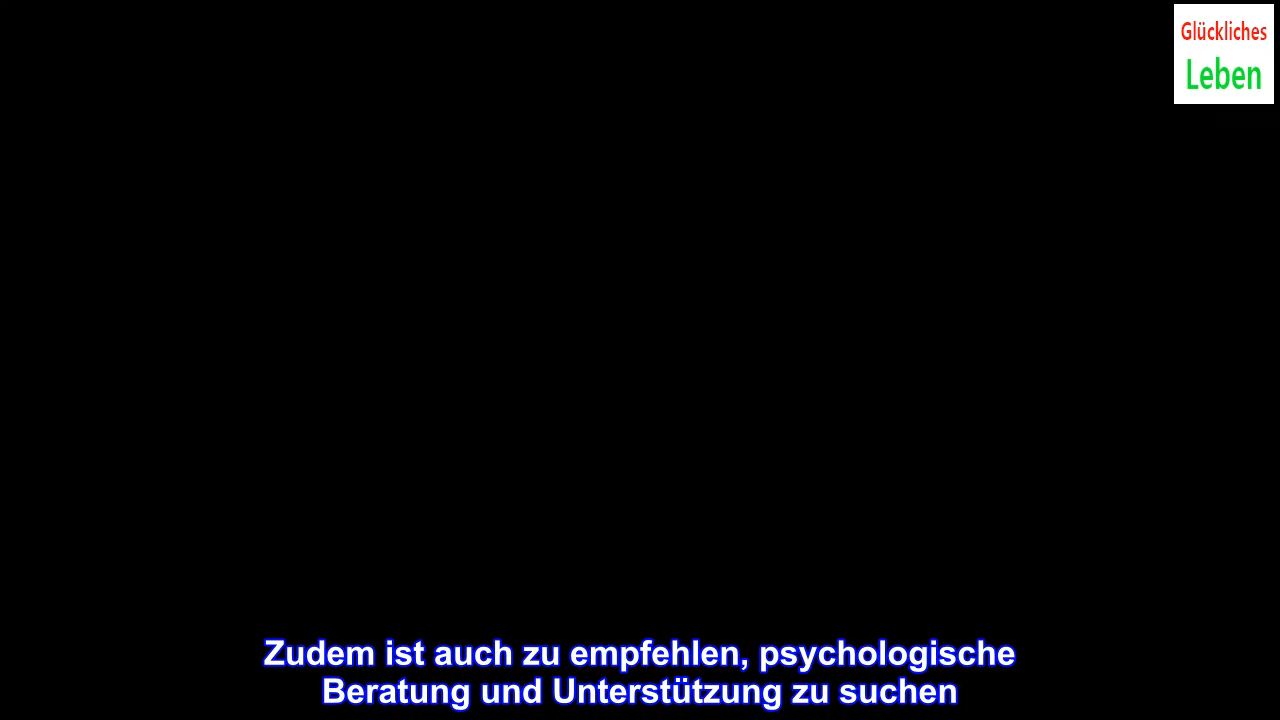 Glückliches
Leben
Zudem ist auch zu empfehlen, psychologische
Beratung und Unterstützung zu suchen